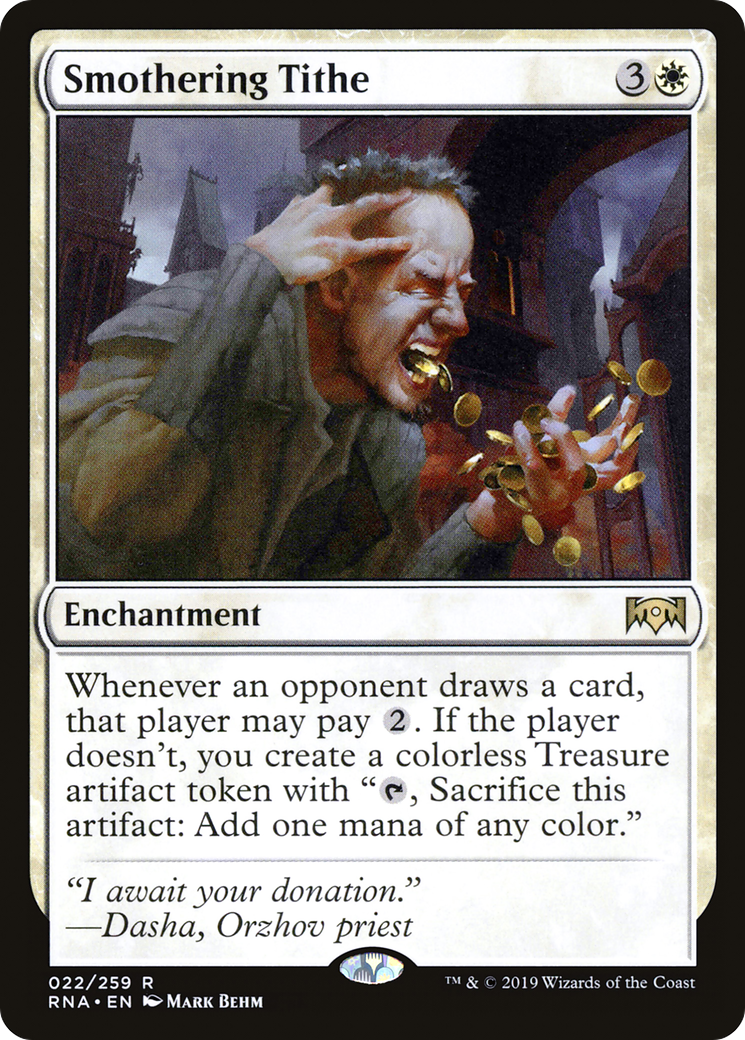 Smothering Tithe 3
Enchantment
Whenever an opponent draws a card,
that player may pay 2. If the player
doesn't, you create a colorless Treasure
artifact token with “, Sacrifice this
artifact: Add one mana of any color.”
“I await your donation.”
—Dasha, Orzhov priest
022/259 R
RNA • EN Mark Behm
™ & © 2019 Wizards of the Coast